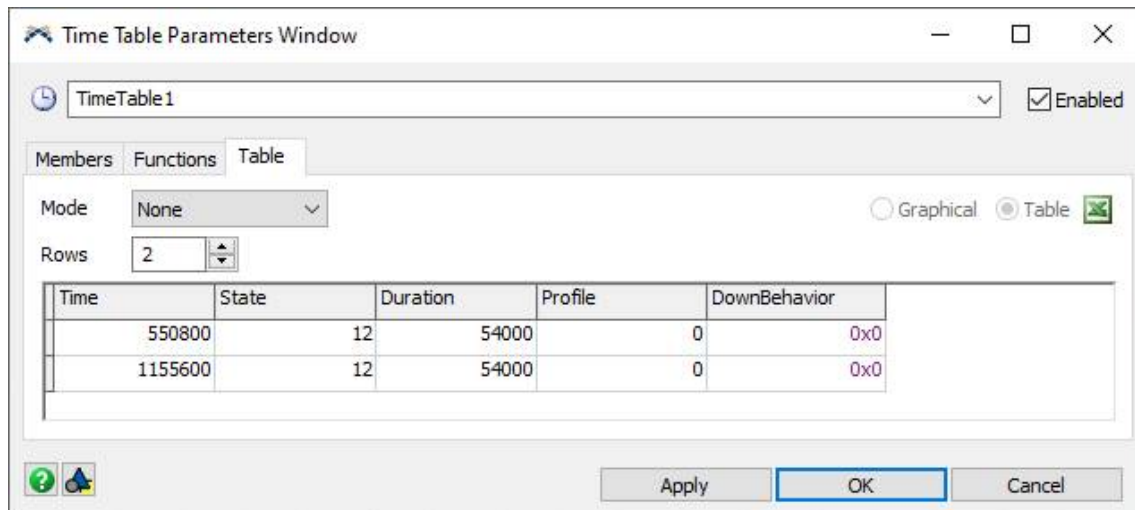 Time Table Parameters Window
TimeTable1 Enabled
Members Functions Table
Mode None Graphical Table
Rows 2
Time State Duration Profile DownBehavior
550800 12 54000 0 0x0
1155600 12 54000 0 0x0
? Apply OK Cancel